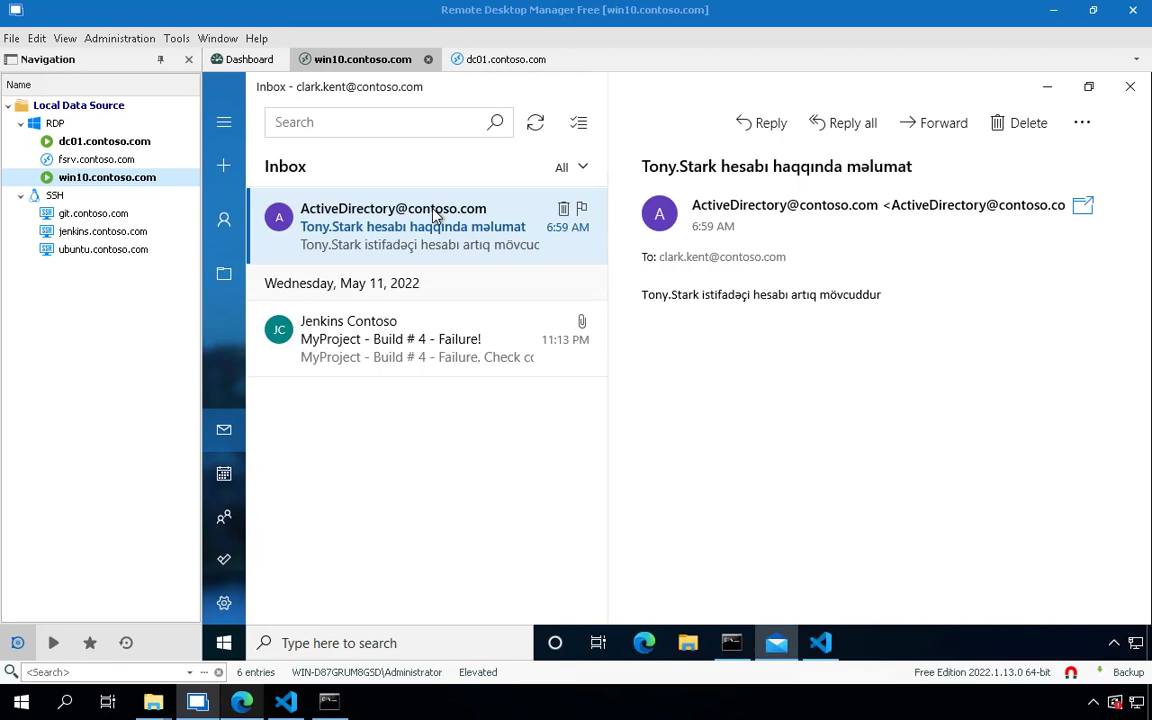 Remote Desktop Manager Free [win10.contoso.com]
File Edit View Administration Tools Window Help
Navigation
Dashboard
win10.contoso.com
dc01.contoso.com
Name
Local Data Source
RDP
dc01.contoso.com
fsrv.contoso.com
win10.contoso.com
SSH
git.contoso.com
jenkins.contoso.com
ubuntu.contoso.com
Inbox - clark.kent@contoso.com
Search
Inbox
All
A
ActiveDirectory@contoso.com
Tony.Stark hesabı haqqında məlumat
6:59 AM
Tony.Stark istifadəçi hesabı artıq mövcuc
Wednesday, May 11, 2022
JC
Jenkins Contoso
MyProject - Build # 4 - Failure!
11:13 PM
MyProject - Build # 4 - Failure. Check cc
Reply
Reply all
Forward
Delete
Tony.Stark hesabı haqqında məlumat
A
ActiveDirectory@contoso.com <ActiveDirectory@contoso.co
6:59 AM
To: clark.kent@contoso.com
Tony.Stark istifadəçi hesabı artıq mövcuddur
Type here to search
<Search>
6 entries
WIN-D87GRUM8GSD\Administrator
Elevated
Free Edition 2022.1.13.0 64-bit
Backup